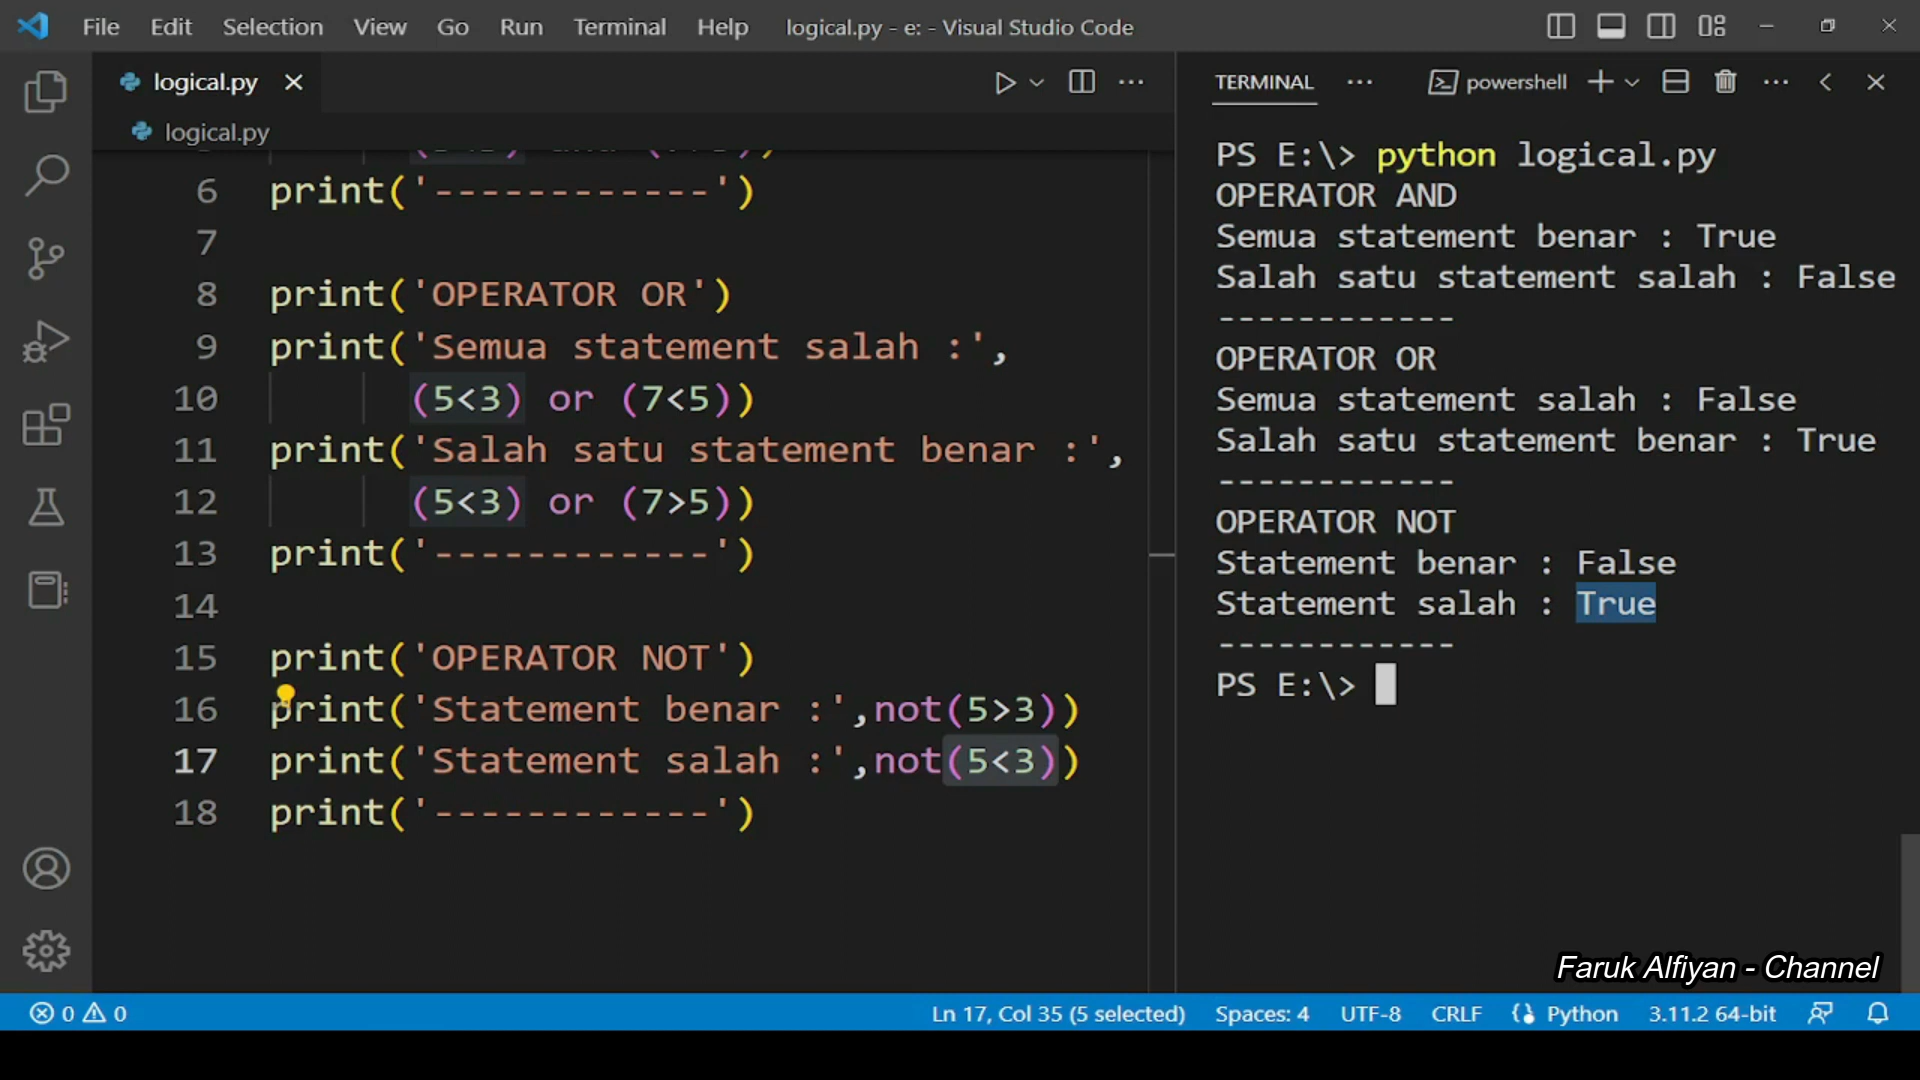 File Edit Selection View Go Run Terminal Help logical.py - e: - Visual Studio Code
logical.py
logical.py
6 print('------------')
7
8 print('OPERATOR OR')
9 print('Semua statement salah :',
10 (5<3) or (7<5))
11 print('Salah satu statement benar :',
12 (5<3) or (7>5))
13 print('------------')
14
15 print('OPERATOR NOT')
16 print('Statement benar :',not(5>3))
17 print('Statement salah :',not(5<3))
18 print('------------')
TERMINAL powershell
PS E:\> python logical.py
OPERATOR AND
Semua statement benar : True
Salah satu statement salah : False
------------
OPERATOR OR
Semua statement salah : False
Salah satu statement benar : True
------------
OPERATOR NOT
Statement benar : False
Statement salah : True
------------
PS E:\>
Faruk Alfiyan - Channel
0 0 Ln 17, Col 35 (5 selected) Spaces: 4 UTF-8 CRLF Python 3.11.2 64-bit